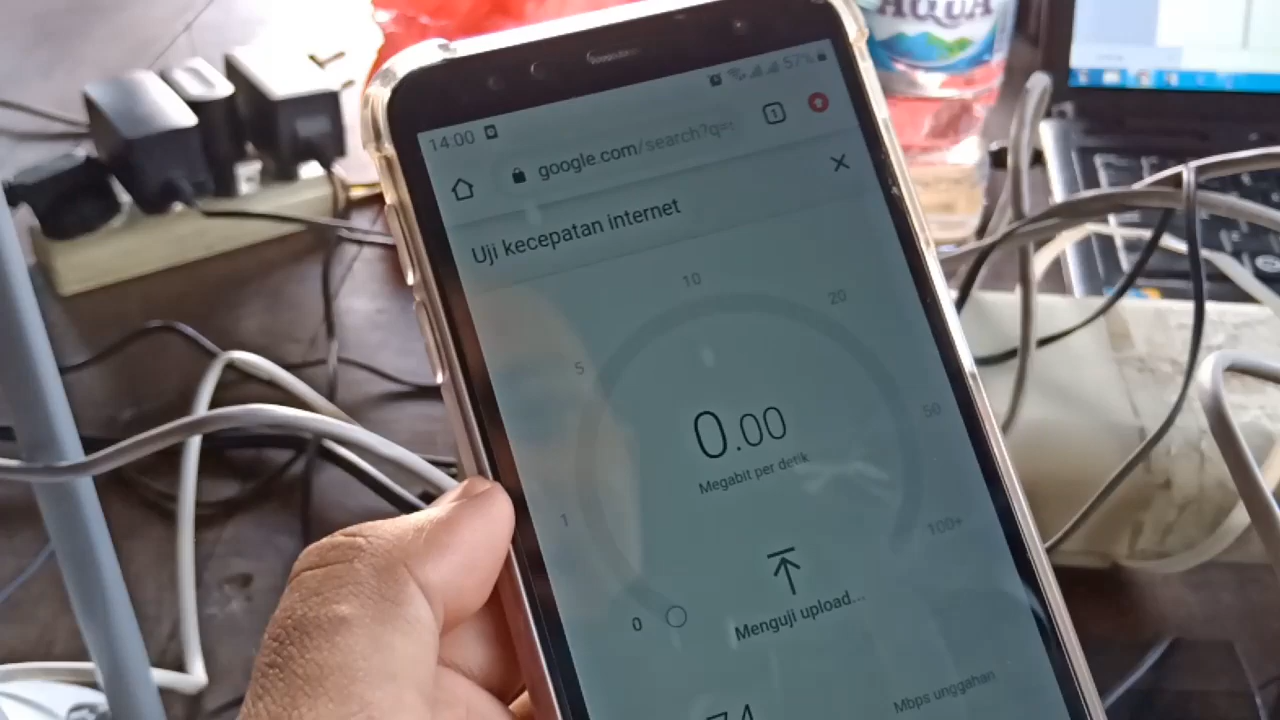 AQUA
14:00
57%
google.com/search?q=
1
Uji kecepatan internet
10
20
5
50
0.00
Megabit per detik
1
100+
0
Menguji upload...
Mbps unggahan